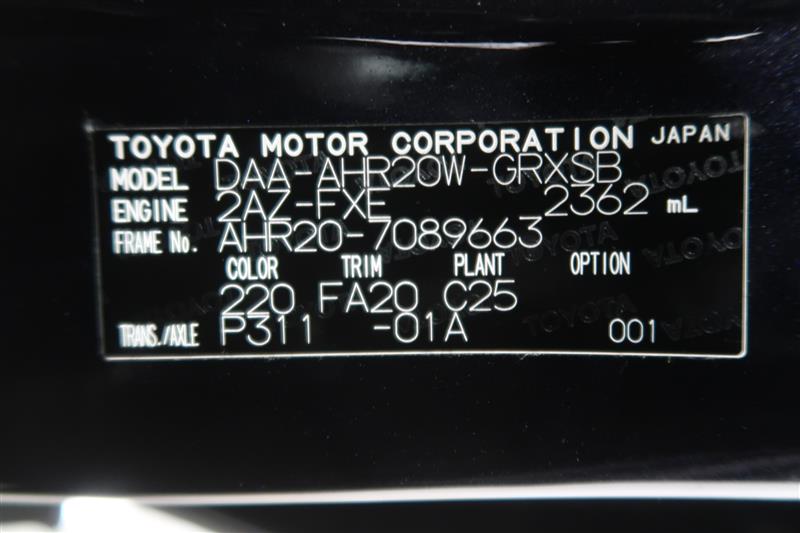 TOYOTA MOTOR CORPORATION JAPAN
MODEL DAA-AHR20W-GRXSB
ENGINE 2AZ-FXE 2362 mL
FRAME No. AHR20-7089663
COLOR TRIM PLANT OPTION
220 FA20 C25
TRANS./AXLE P311 -01A 001